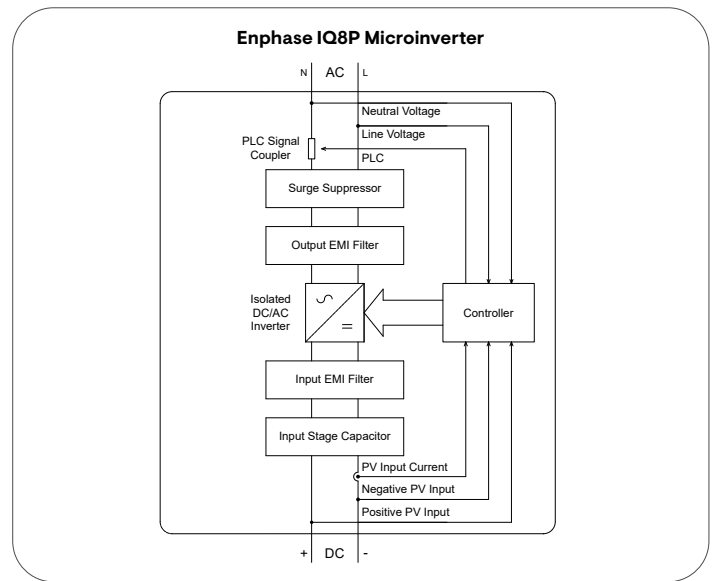 Enphase IQ8P Microinverter
N AC L
Neutral Voltage
Line Voltage
PLC Signal
Coupler
PLC
Surge Suppressor
Output EMI Filter
Isolated
DC/AC
Inverter
Controller
Input EMI Filter
Input Stage Capacitor
PV Input Current
Negative PV Input
Positive PV Input
+ DC -